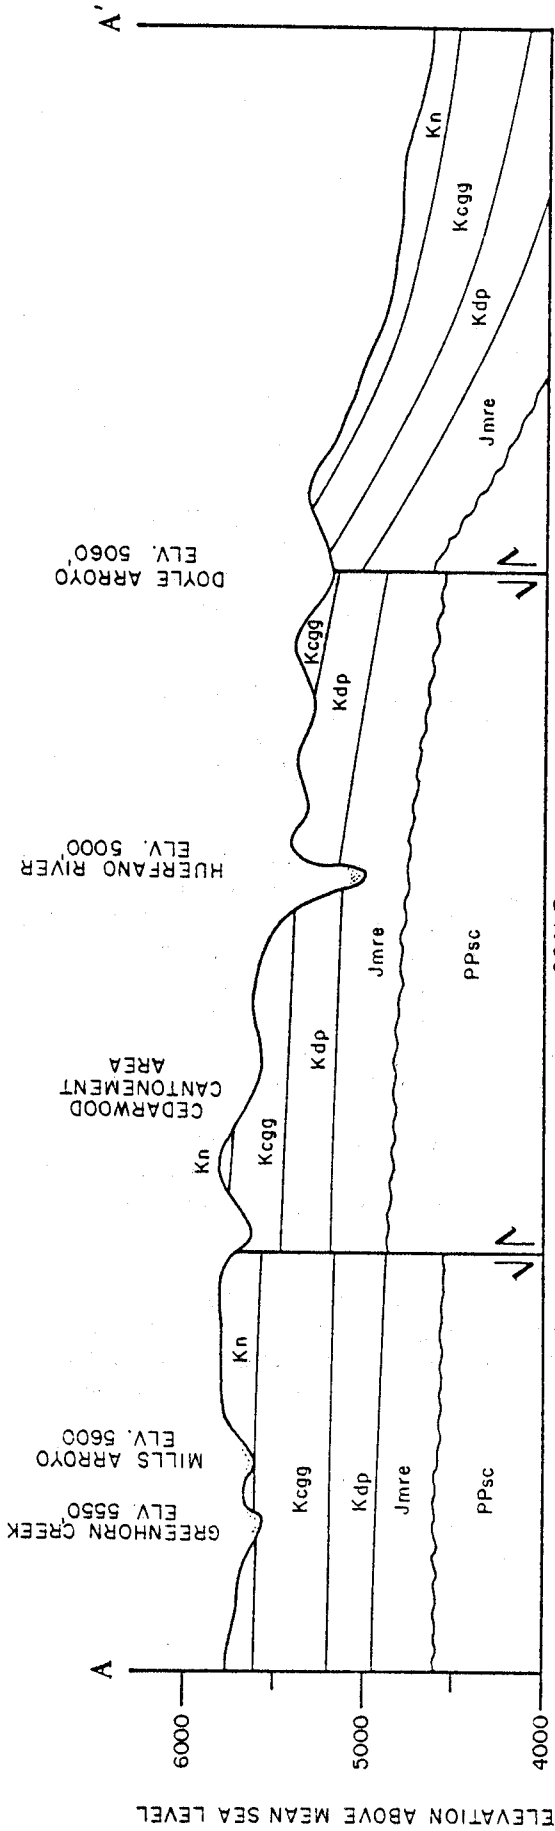 A
A'
GREENHORN CREEK
ELV. 5550'
MILLS ARROYO
ELV. 5600
Kn
CEDARWOOD
CANTONEMENT
AREA
HUERFANO RIVER
ELV. 5000'
DOYLE ARROYO
ELV. 5060'
Kn
Kcgg
Kdp
Jmre
PPsc
Kcgg
Kdp
Jmre
PPsc
Kcgg
Kdp
Kn
Kcgg
Kdp
Jmre
6000
5000
4000
ELEVATION ABOVE MEAN SEA LEVEL